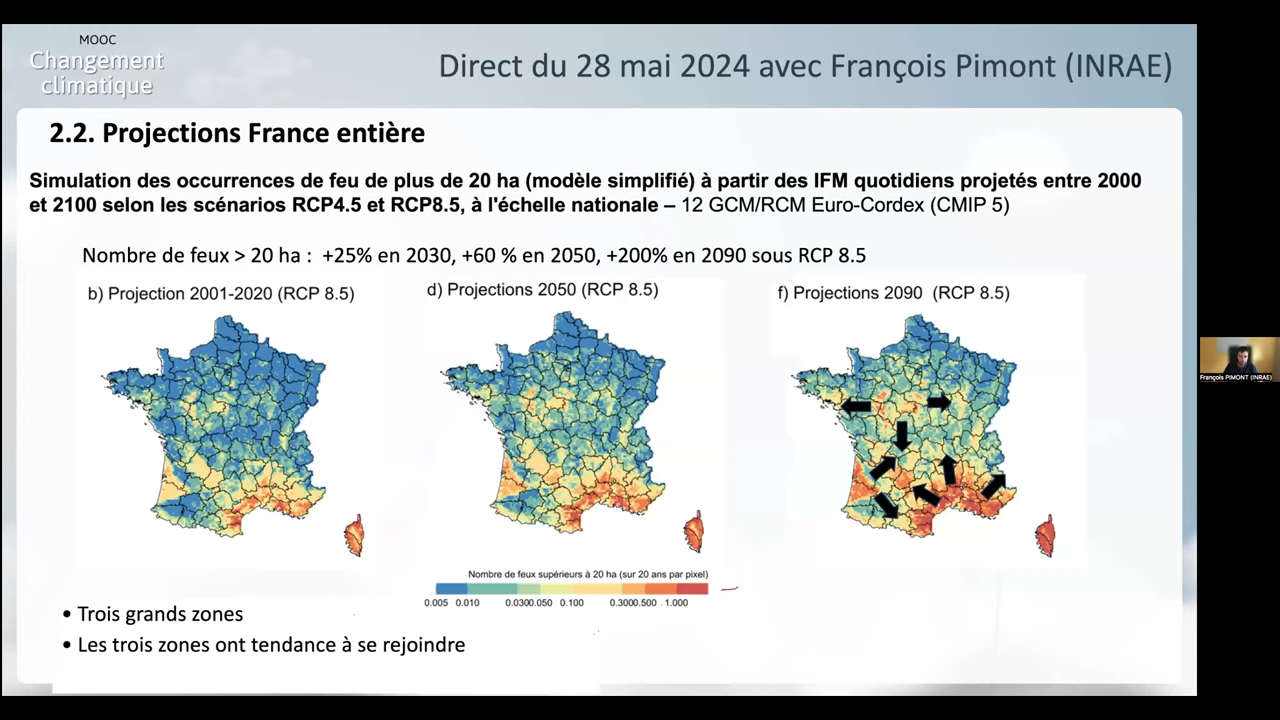 MOOC
Changement
climatique
Direct du 28 mai 2024 avec François Pimont (INRAE)
2.2. Projections France entière
Simulation des occurrences de feu de plus de 20 ha (modèle simplifié) à partir des IFM quotidiens projetés entre 2000
et 2100 selon les scénarios RCP4.5 et RCP8.5, à l'échelle nationale – 12 GCM/RCM Euro-Cordex (CMIP 5)
Nombre de feux > 20 ha : +25% en 2030, +60 % en 2050, +200% en 2090 sous RCP 8.5
b) Projection 2001-2020 (RCP 8.5)
d) Projections 2050 (RCP 8.5)
f) Projections 2090 (RCP 8.5)
François PIMONT (INRAE)
Nombre de feux supérieurs à 20 ha (sur 20 ans par pixel)
0.005 0.010 0.0300.050 0.100 0.3000.500 1.000
• Trois grands zones
• Les trois zones ont tendance à se rejoindre